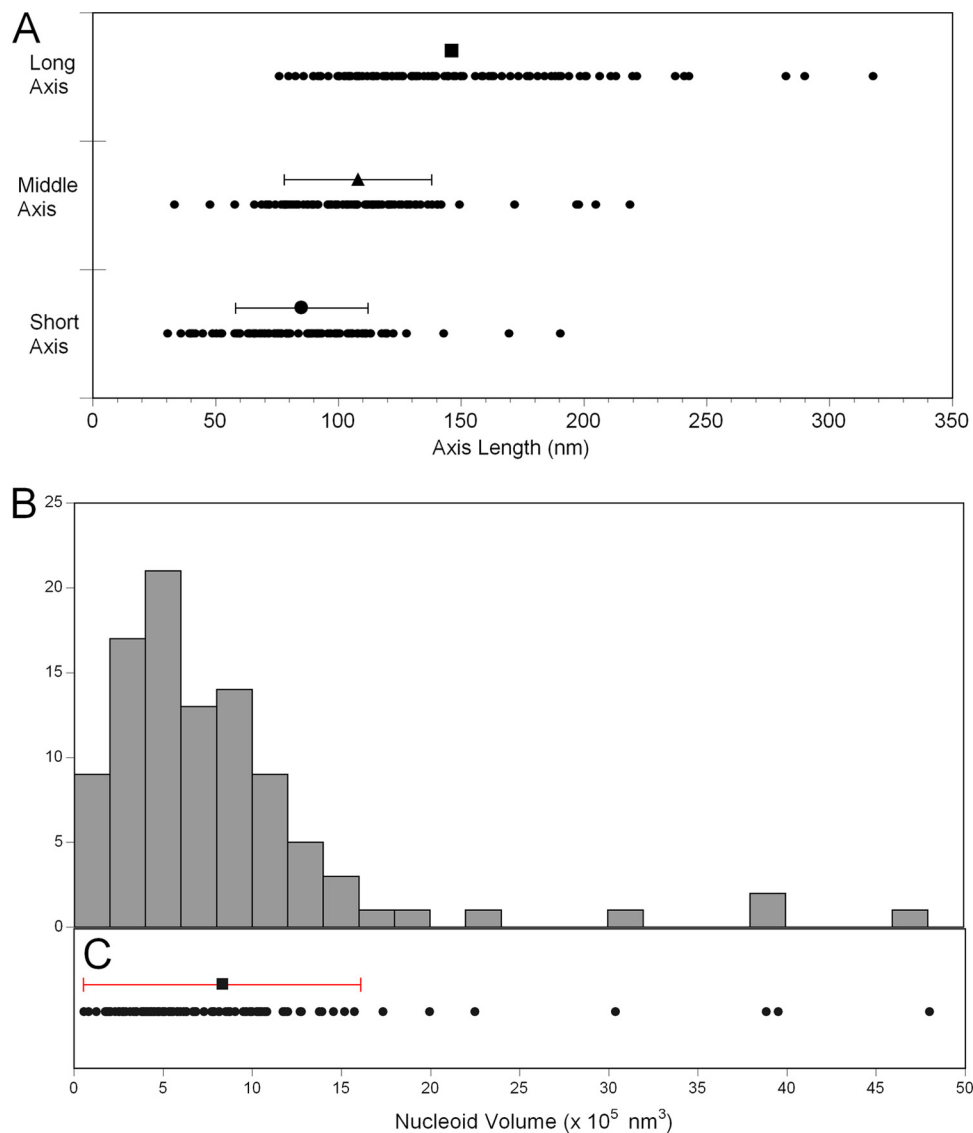 A
Long
Axis
Middle
Axis
Short
Axis
0 50 100 150 200 250 300 350
Axis Length (nm)
B
25
20
15
10
5
0
C
0 5 10 15 20 25 30 35 40 45 50
Nucleoid Volume (x 10⁵ nm³)